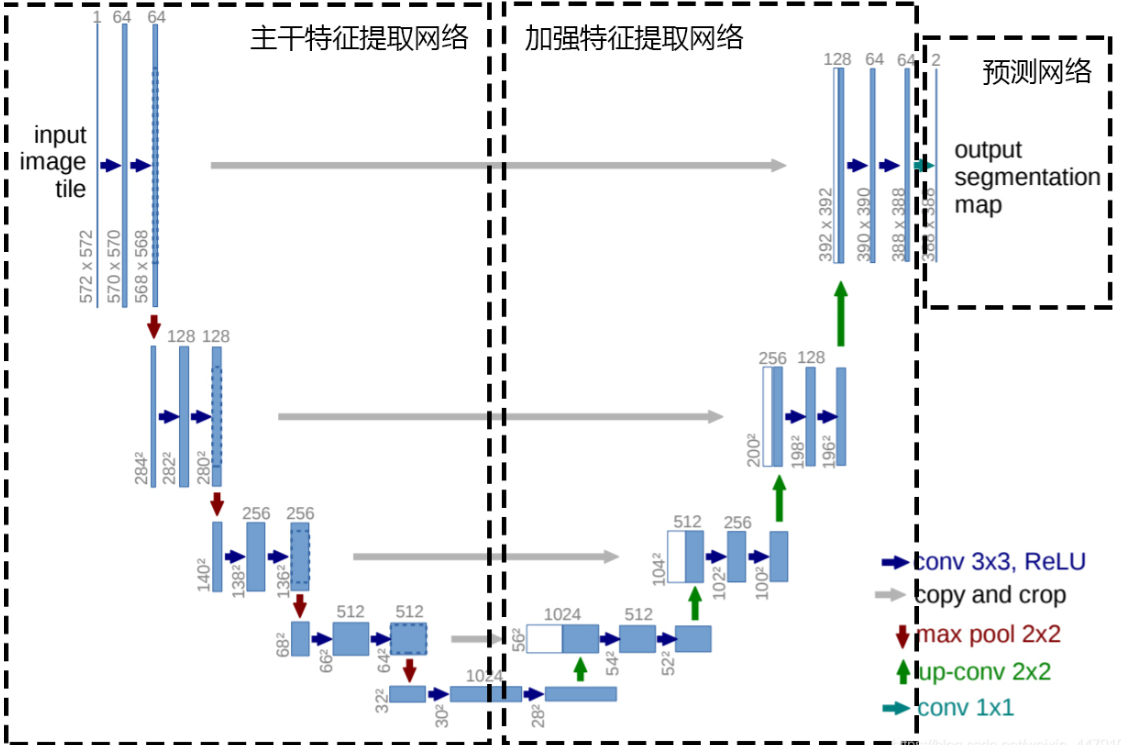 主干特征提取网络
加强特征提取网络
预测网络
1 64 64
input
image
tile
572 x 572
570 x 570
568 x 568
128 64 64 2
392 x 392
390 x 390
388 x 388
388 x 388
output
segmentation
map
128 128
284²
282²
280²
256 128
200²
198²
196²
256 256
140²
138²
136²
512 256
104²
102²
100²
512 512
68²
66²
64²
1024 512
56²
54²
52²
1024
32²
30²
28²
conv 3x3, ReLU
copy and crop
max pool 2x2
up-conv 2x2
conv 1x1